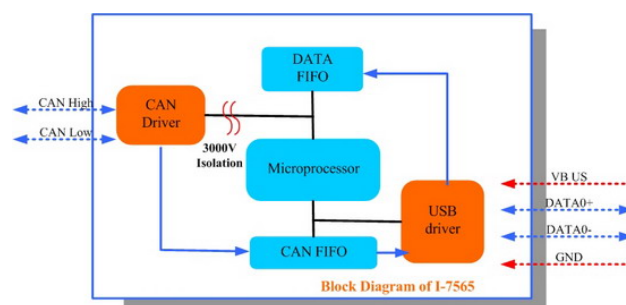 DATA
FIFO
CAN High
CAN Low
CAN
Driver
3000V
Isolation
Microprocessor
VB US
DATA0+
DATA0-
GND
USB
driver
CAN FIFO
Block Diagram of I-7565